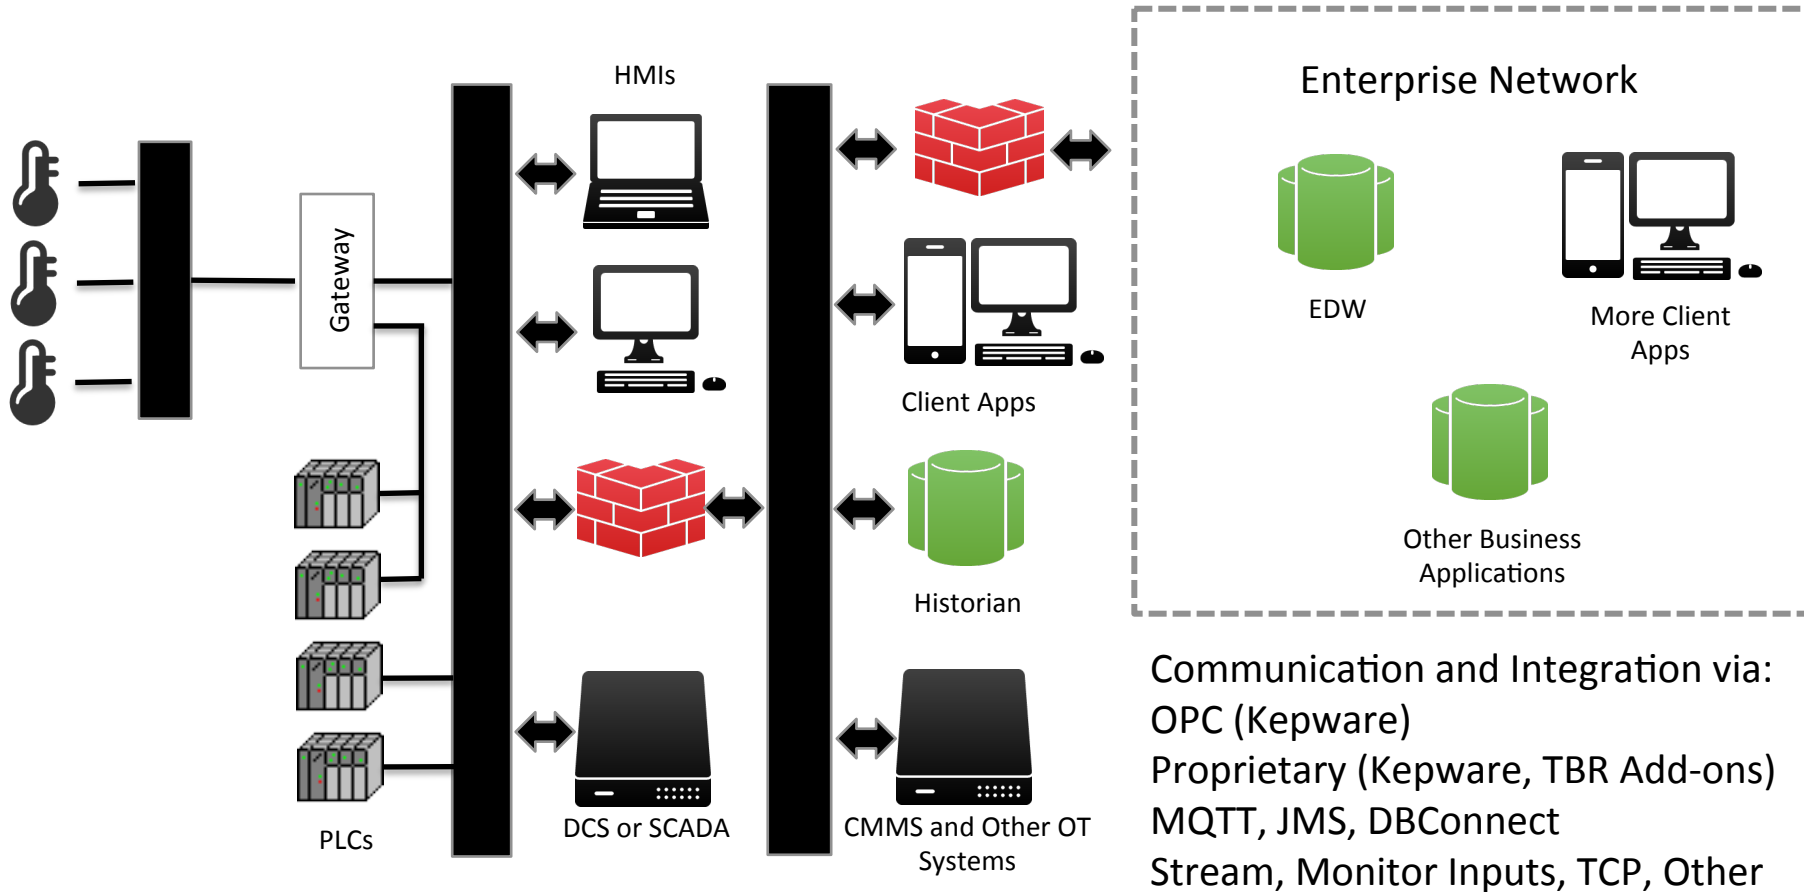 HMIs
Enterprise Network
Gateway
EDW
More Client
Apps
Client Apps
Other Business
Applications
Historian
PLCs
DCS or SCADA
CMMS and Other OT
Systems
Communication and Integration via:
OPC (Kepware)
Proprietary (Kepware, TBR Add-ons)
MQTT, JMS, DBConnect
Stream, Monitor Inputs, TCP, Other